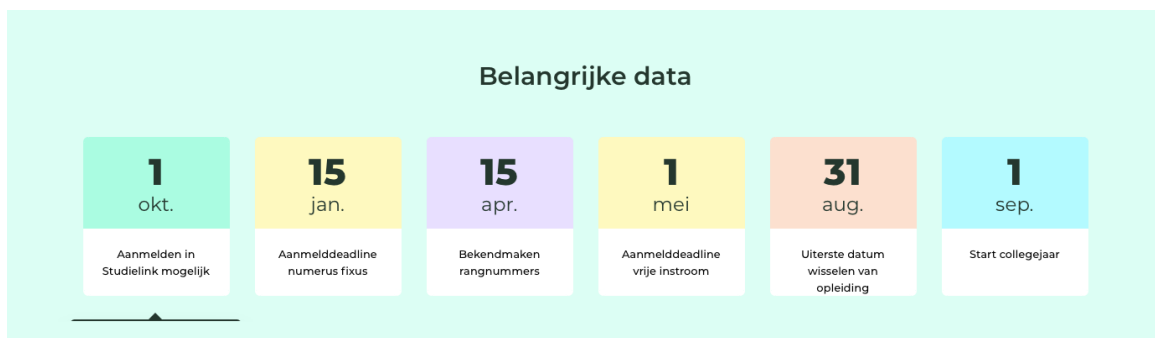 Belangrijke data
1
okt.
Aanmelden in
Studielink mogelijk
15
jan.
Aanmelddeadline
numerus fixus
15
apr.
Bekendmaken
rangnummers
1
mei
Aanmelddeadline
vrije instroom
31
aug.
Uiterste datum
wisselen van
opleiding
1
sep.
Start collegejaar